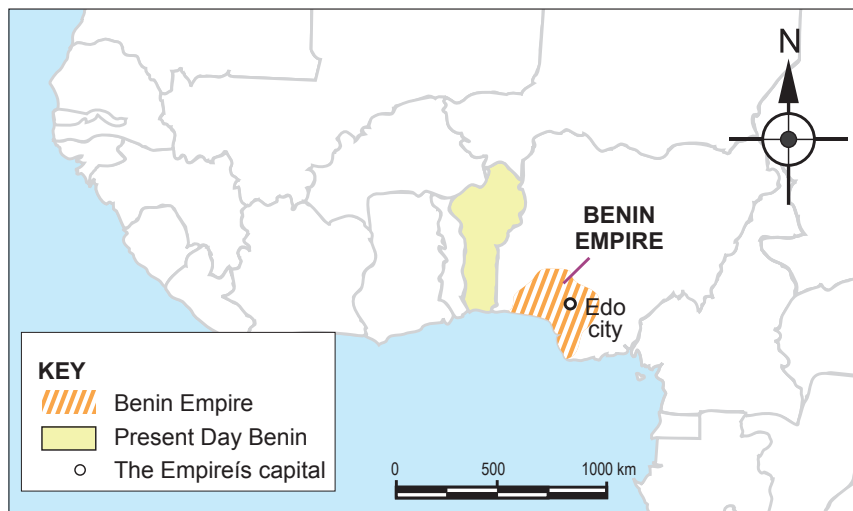 N
BENIN
EMPIRE
Edo
city
KEY
Benin Empire
Present Day Benin
The Empireís capital
0 500 1000 km